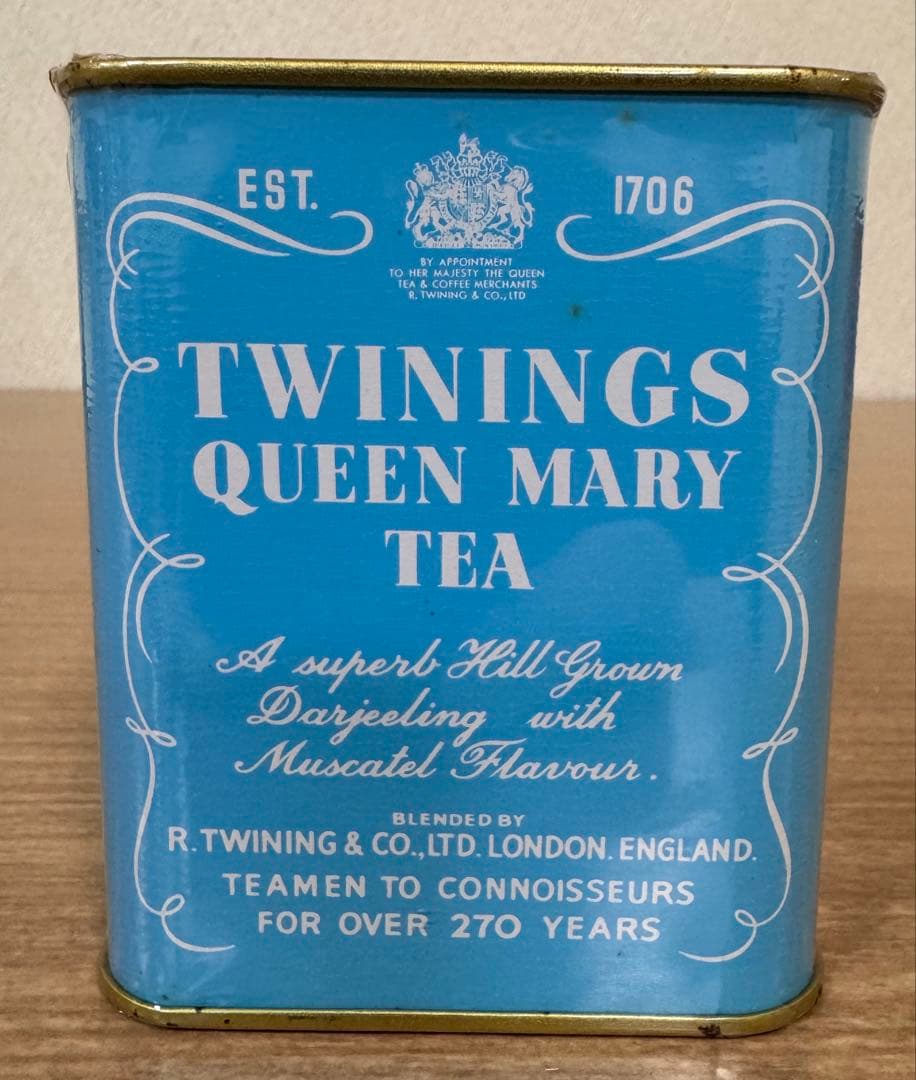 EST. 1706
BY APPOINTMENT
TO HER MAJESTY THE QUEEN
TEA & COFFEE MERCHANTS
R. TWINING & CO., LTD
TWININGS
QUEEN MARY
TEA
A superb Hill Grown
Darjeeling with
Muscatel Flavour.
BLENDED BY
R. TWINING & CO., LTD. LONDON. ENGLAND.
TEAMEN TO CONNOISSEURS
FOR OVER 270 YEARS